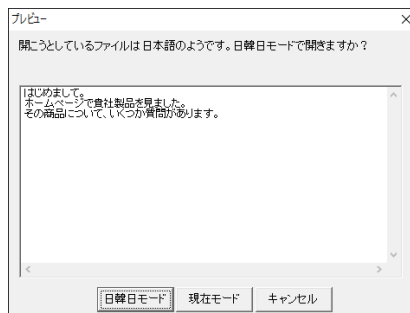 プレビュー
開こうとしているファイルは日本語のようです。日韓日モードで開きますか?
はじめまして。
ホームページで貴社製品を見ました。
その商品について、いくつか質問があります。
日韓日モード 現在モード キャンセル